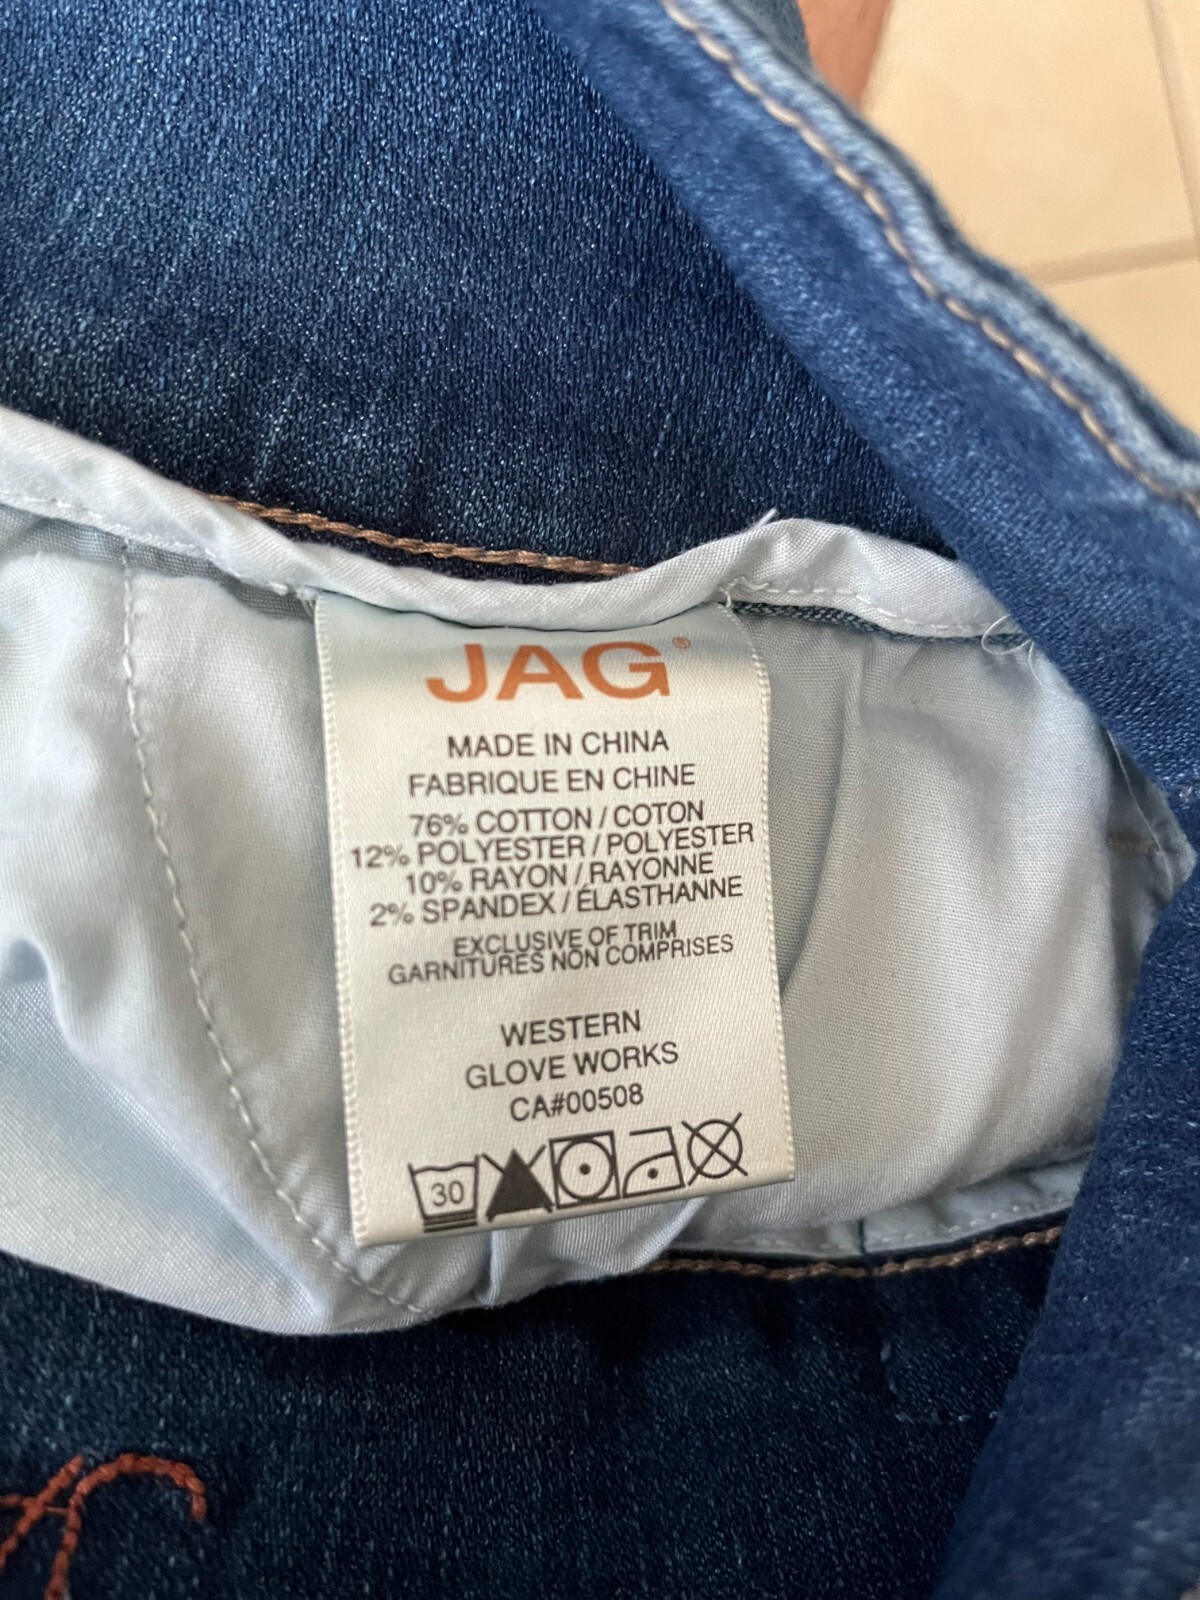 JAG®
MADE IN CHINA
FABRIQUE EN CHINE
76% COTTON / COTON
12% POLYESTER / POLYESTER
10% RAYON / RAYONNE
2% SPANDEX / ÉLASTHANNE
EXCLUSIVE OF TRIM
GARNITURES NON COMPRISES
WESTERN
GLOVE WORKS
CA#00508
30